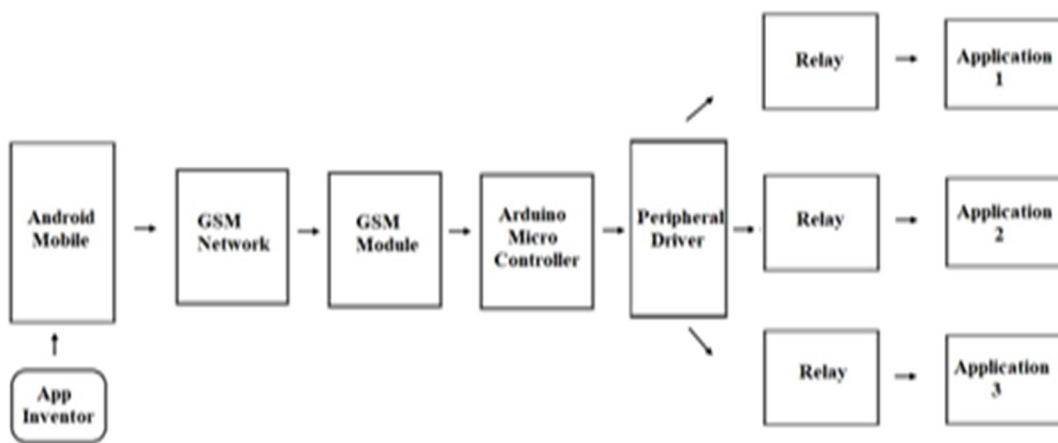 Android
Mobile
App
Inventor
GSM
Network
GSM
Module
Arduino
Micro
Controller
Peripheral
Driver
Relay
Application
1
Relay
Application
2
Relay
Application
3